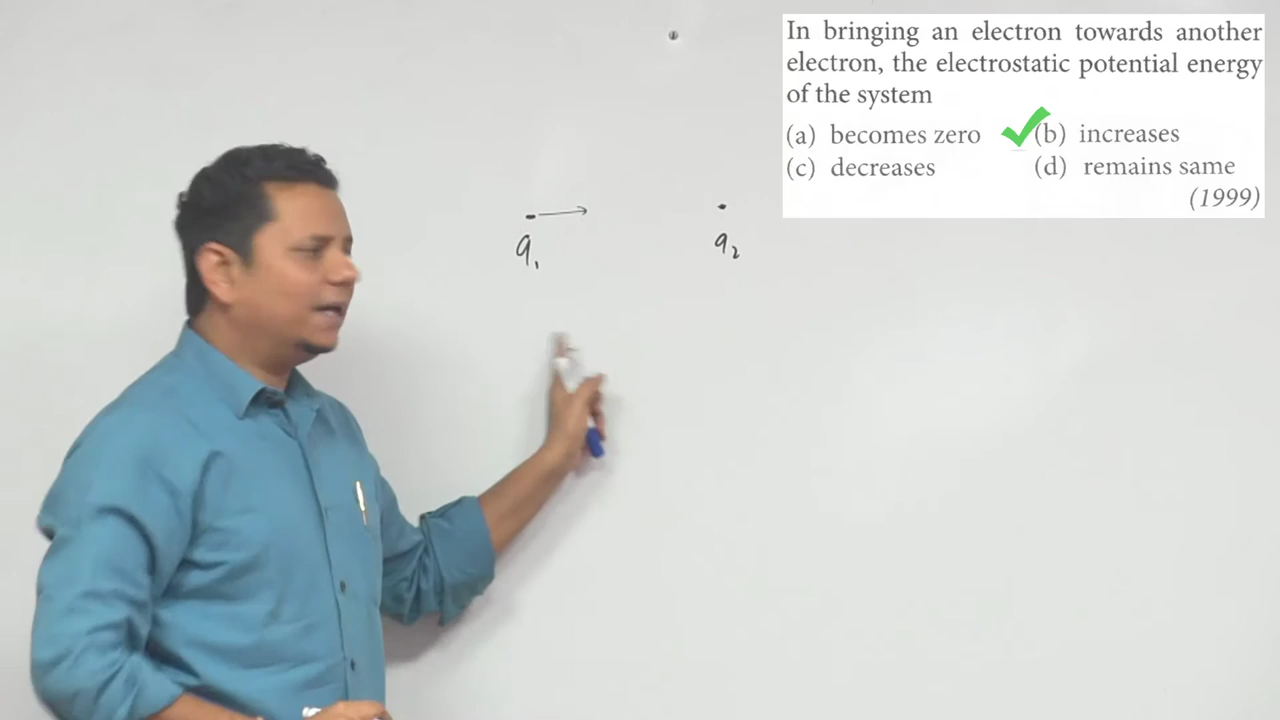 In bringing an electron towards another
electron, the electrostatic potential energy
of the system
(a) becomes zero (b) increases
(c) decreases (d) remains same
(1999)
q₁ q₂